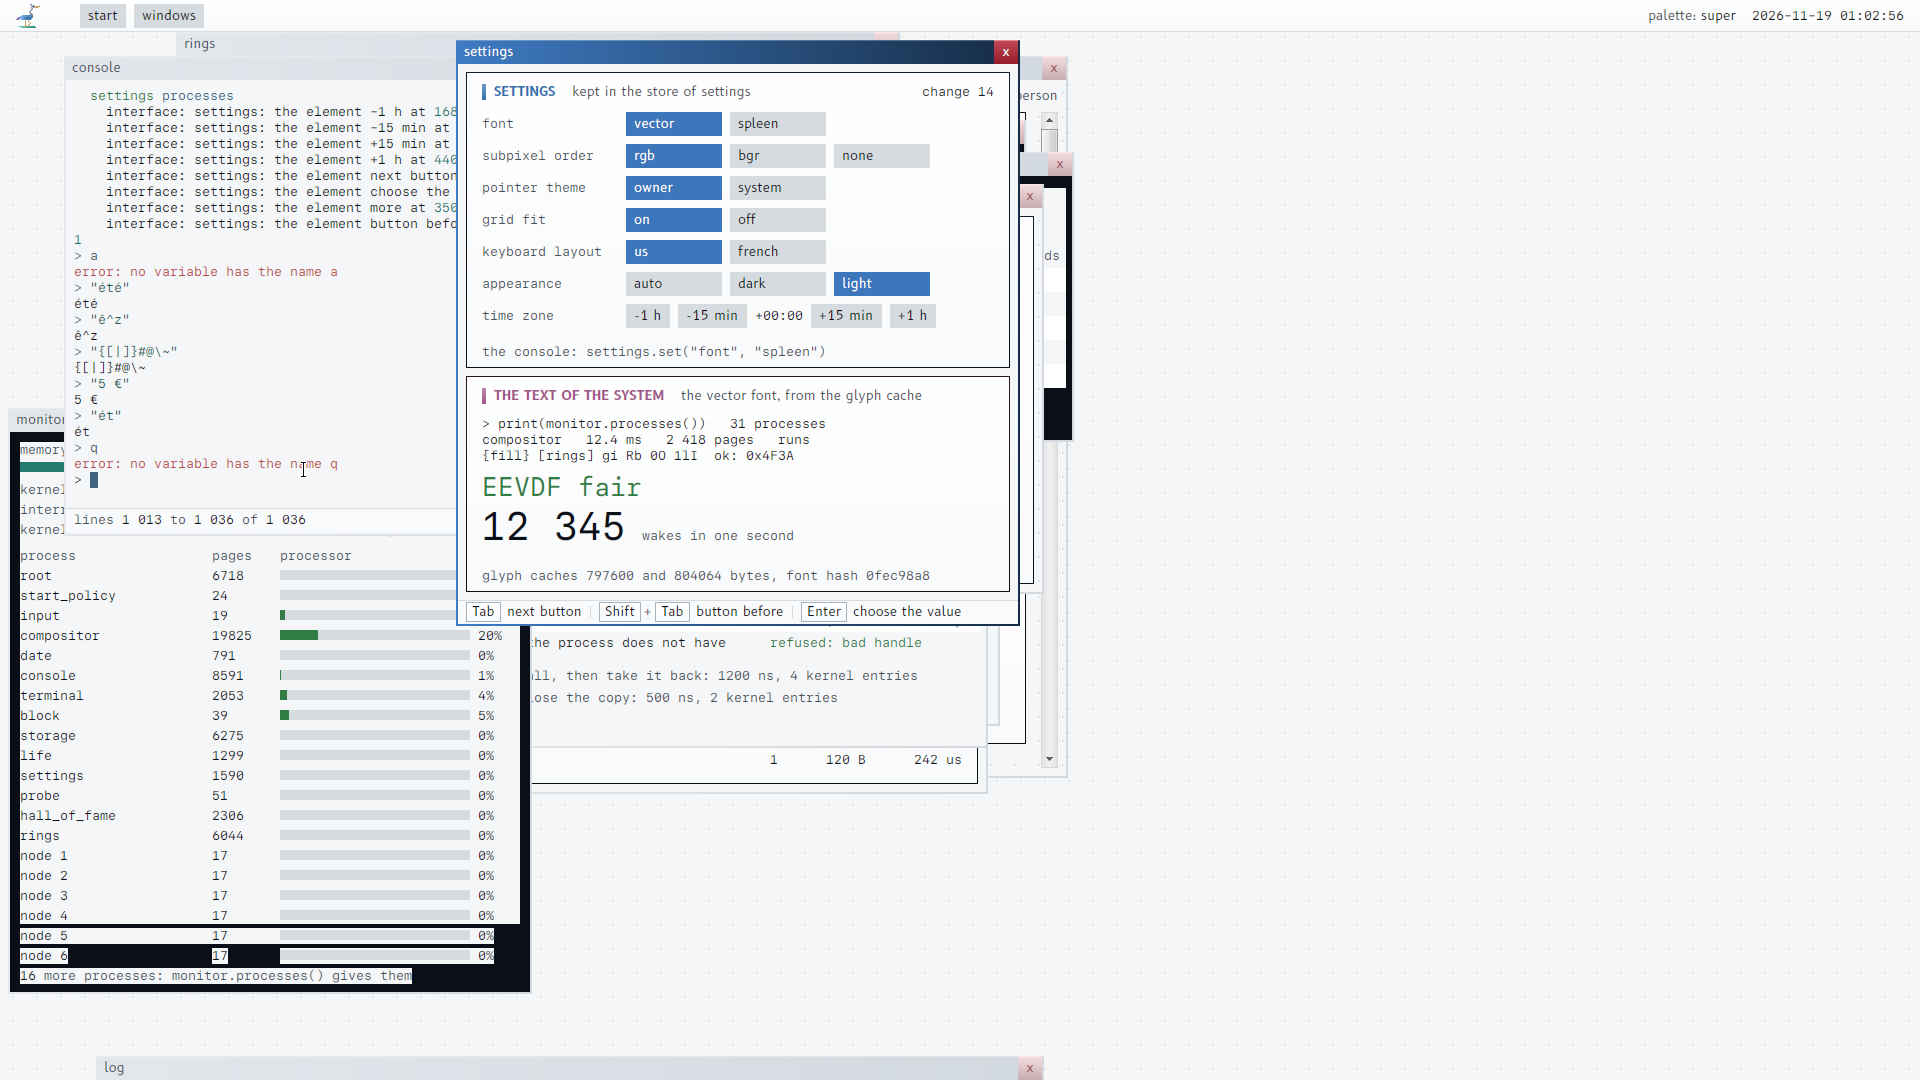 start windows palette: super 2026-11-19 01:02:56
rings
console
settings processes
interface: settings: the element -1 h at 168
interface: settings: the element -15 min at
interface: settings: the element +15 min at
interface: settings: the element +1 h at 440
interface: settings: the element next button
interface: settings: the element choose the
interface: settings: the element more at 350
interface: settings: the element button befo
1
> a
error: no variable has the name a
> "été"
été
> "ê^z"
ê^z
> "{[|]}#@\~"
{[|]}#@\~
> "5 €"
5 €
> "ét"
ét
> q
error: no variable has the name q
>
lines 1 013 to 1 036 of 1 036
settings x
SETTINGS kept in the store of settings change 14
font vector spleen
subpixel order rgb bgr none
pointer theme owner system
grid fit on off
keyboard layout us french
appearance auto dark light
time zone -1 h -15 min +00:00 +15 min +1 h
the console: settings.set("font", "spleen")
THE TEXT OF THE SYSTEM the vector font, from the glyph cache
> print(monitor.processes()) 31 processes
compositor 12.4 ms 2 418 pages runs
{fill} [rings] gi Rb 0O 1lI ok: 0x4F3A
EEVDF fair
12 345 wakes in one second
glyph caches 797600 and 804064 bytes, font hash 0fec98a8
Tab next button Shift + Tab button before Enter choose the value
x
person
x
x
ds
the process does not have refused: bad handle
all, then take it back: 1200 ns, 4 kernel entries
lose the copy: 500 ns, 2 kernel entries
1 120 B 242 us
monitor
memory
kernel
inter
kernel
process pages processor
root 6718
start_policy 24
input 19
compositor 19825 20%
date 791 0%
console 8591 1%
terminal 2053 4%
block 39 5%
storage 6275 0%
life 1299 0%
settings 1590 0%
probe 51 0%
hall_of_fame 2306 0%
rings 6044 0%
node 1 17 0%
node 2 17 0%
node 3 17 0%
node 4 17 0%
node 5 17 0%
node 6 17 0%
16 more processes: monitor.processes() gives them
log x